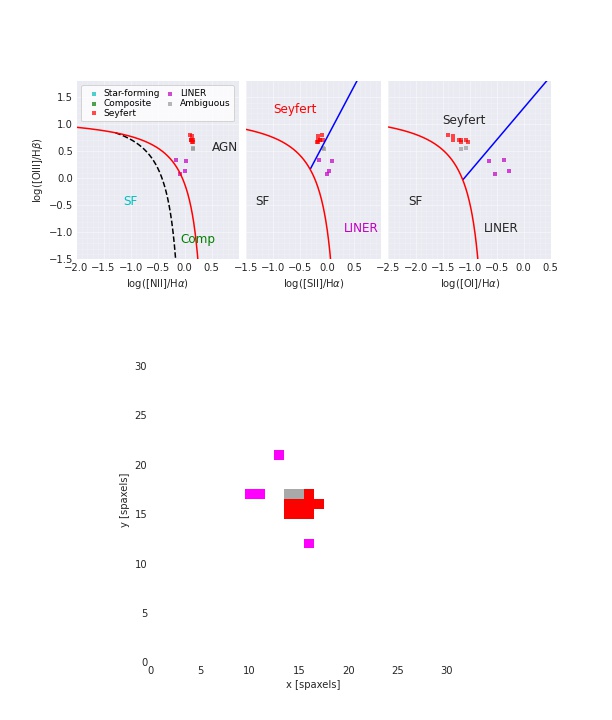 Star-forming
Composite
Seyfert
LINER
Ambiguous
1.5
1.0
0.5
0.0
−0.5
−1.0
−1.5
log([OIII]/Hβ)
SF
AGN
Comp
−2.0 −1.5 −1.0 −0.5 0.0 0.5
log([NII]/Hα)
Seyfert
SF
LINER
−1.0 −0.5 0.0 0.5
log([SII]/Hα)
Seyfert
SF
LINER
−2.5 −2.0 −1.5 −1.0 −0.5 0.0 0.5
log([OI]/Hα)
30
25
20
15
10
5
0
y [spaxels]
0 5 10 15 20 25 30
x [spaxels]